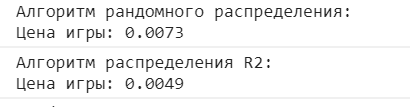 Алгоритм рандомного распределения:
Цена игры: 0.0073
Алгоритм распределения R2:
Цена игры: 0.0049